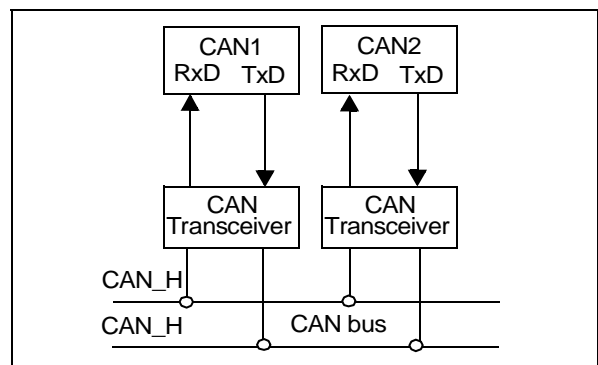 CAN1
RxD TxD
CAN2
RxD TxD
CAN
Transceiver
CAN
Transceiver
CAN_H
CAN_H
CAN bus